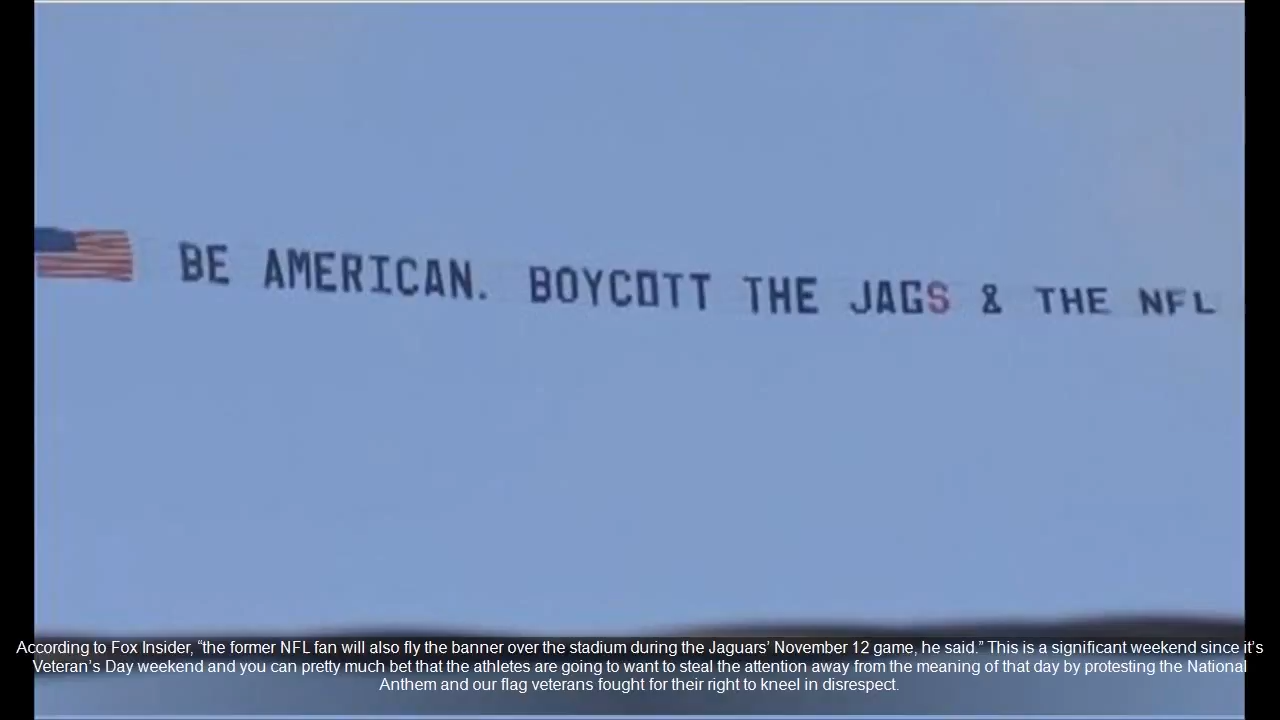 BE AMERICAN. BOYCOTT THE JAGS & THE NFL
According to Fox Insider, “the former NFL fan will also fly the banner over the stadium during the Jaguars’ November 12 game, he said.” This is a significant weekend since it’s
Veteran’s Day weekend and you can pretty much bet that the athletes are going to want to steal the attention away from the meaning of that day by protesting the National
Anthem and our flag veterans fought for their right to kneel in disrespect.